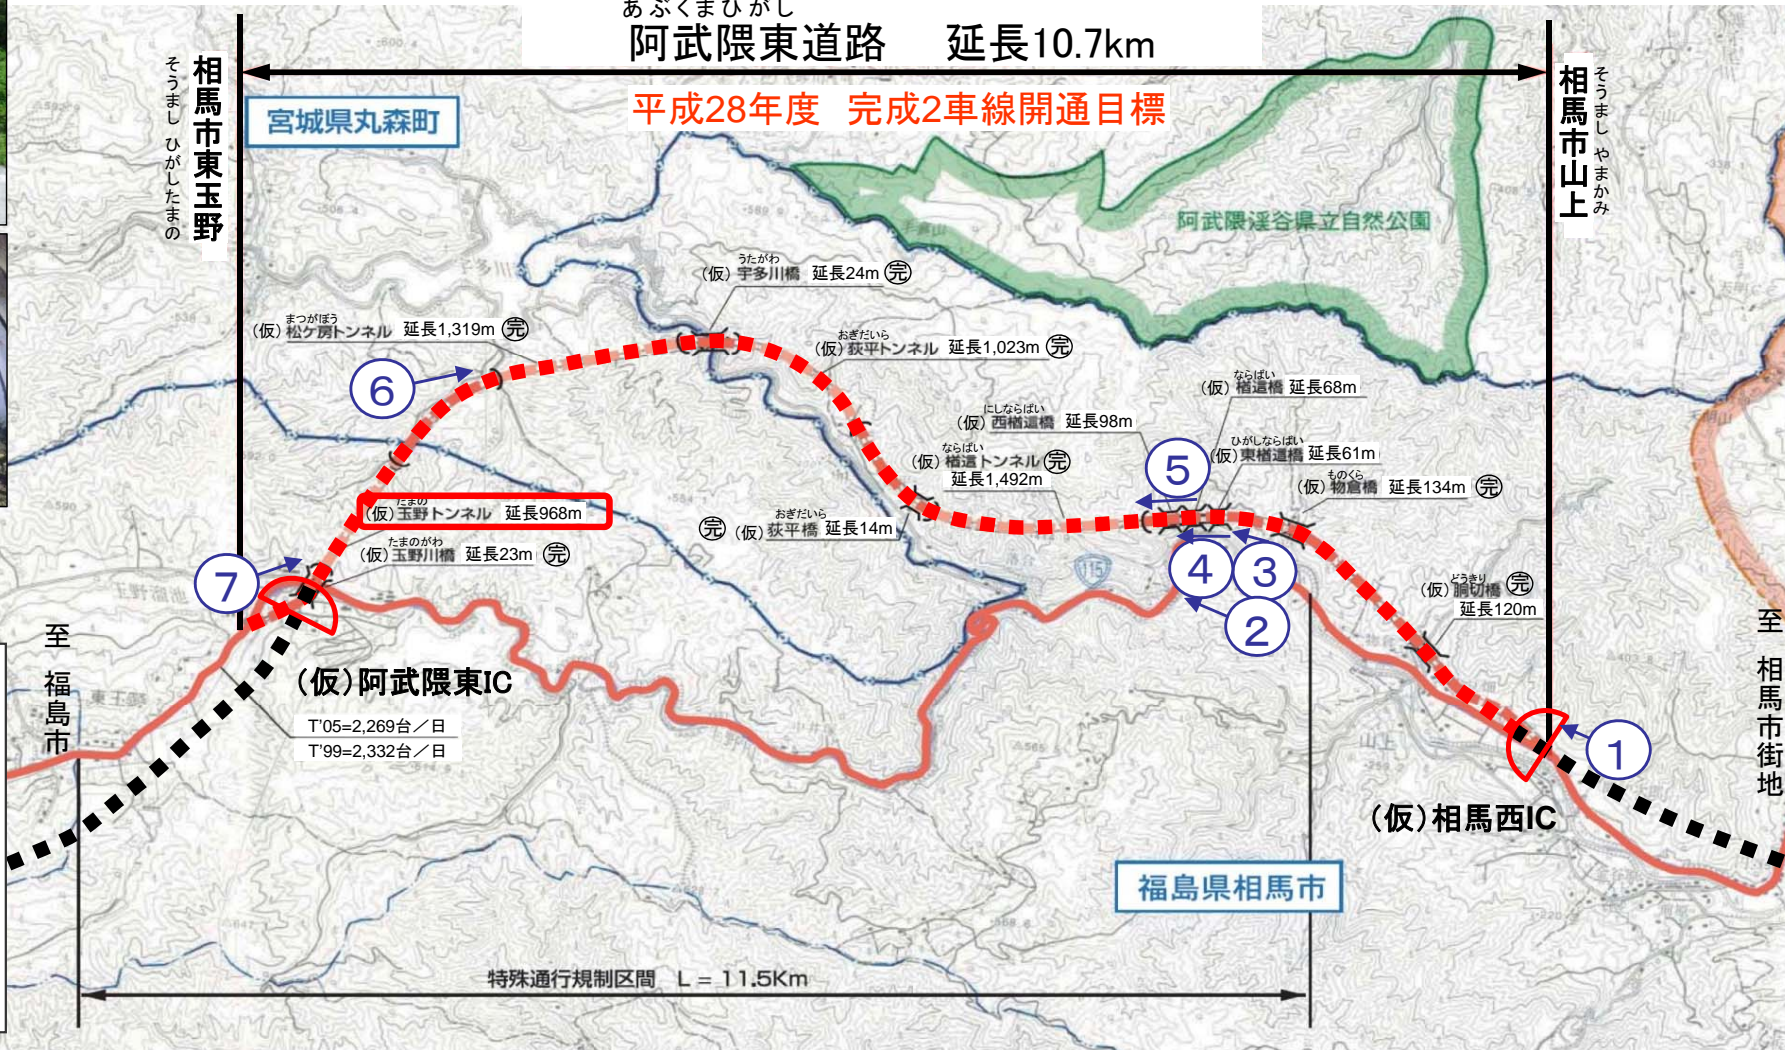 あぶくまひがし
阿武隈東道路 延長10.7km
平成28年度 完成2車線開通目標
宮城県丸森町
相馬市東玉野
そうまし ひがしたまの
相馬市山上
そうまし やまかみ
阿武隈渓谷県立自然公園
うたがわ
(仮) 宇多川橋 延長24m 完
まつがぼう
(仮) 松ケ房トンネル 延長1,319m 完
おぎだいら
(仮) 荻平トンネル 延長1,023m 完
⑥
ならばい
(仮) 楢這橋 延長68m
にしならばい
(仮) 西楢這橋 延長98m
ひがしならばい
(仮) 東楢這橋 延長61m
ならばい
(仮) 楢這トンネル 完
延長1,492m
⑤
ものくら
(仮) 物倉橋 延長134m 完
たまの
(仮) 玉野トンネル 延長968m
おぎだいら
完 (仮) 荻平橋 延長14m
たまのがわ
(仮) 玉野川橋 延長23m 完
115
⑦
④
③
②
どうきり
(仮) 胴切橋 完
延長120m
至 福島市
至 相馬市街地
(仮)阿武隈東IC
T'05=2,269台／日
T'99=2,332台／日
山上
①
(仮)相馬西IC
福島県相馬市
特殊通行規制区間 L = 11.5Km